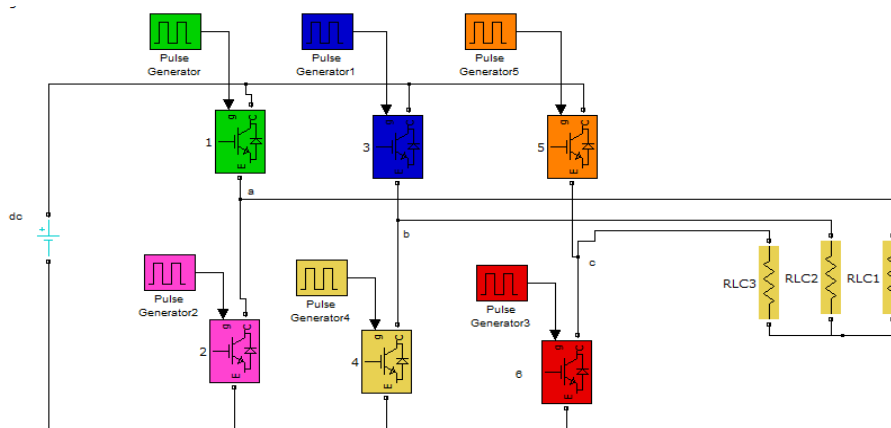 Pulse
Generator
Pulse
Generator1
Pulse
Generator5
g
C
E
1
g
C
E
3
g
C
E
5
a
dc
+
b
c
Pulse
Generator2
Pulse
Generator4
Pulse
Generator3
RLC3
RLC2
RLC1
g
C
E
2
g
C
E
4
g
C
E
6